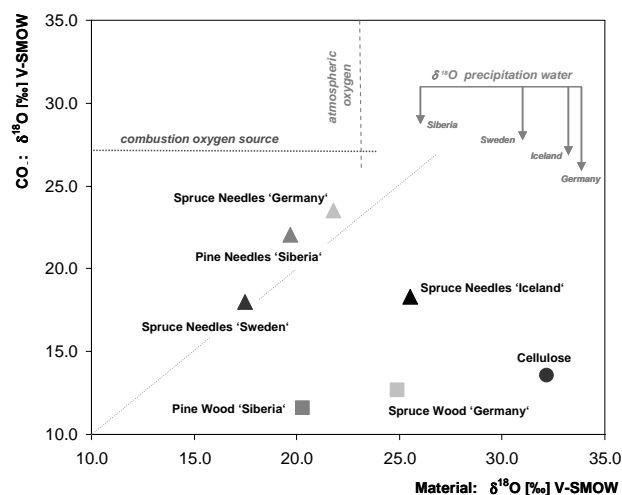 35.0
30.0
25.0
20.0
15.0
10.0
CO₂: δ¹⁸O [‰] V-SMOW
atmospheric
oxygen
δ ¹⁸O precipitation water
Siberia
Sweden
Iceland
Germany
combustion oxygen source
Spruce Needles ‘Germany‘
Pine Needles ‘Siberia‘
Spruce Needles ‘Sweden‘
Spruce Needles ‘Iceland‘
Cellulose
Pine Wood ‘Siberia‘
Spruce Wood ‘Germany‘
10.0 15.0 20.0 25.0 30.0 35.0
Material: δ¹⁸O [‰] V-SMOW